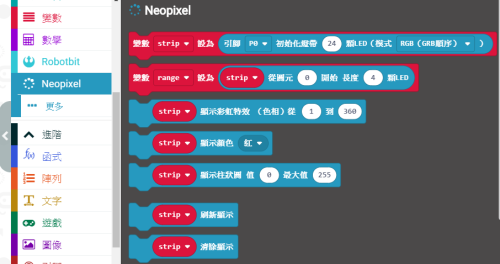 變數
數學
Robotbit
Neopixel
更多
進階
函式
陣列
文字
遊戲
圖像
Neopixel
變數 strip 設為 引腳 P0 初始化燈帶 24 顆LED (模式 RGB (GRB順序) )
變數 range 設為 strip 從圖元 0 開始 長度 4 顆LED
strip 顯示彩虹特效 (色相) 從 1 到 360
strip 顯示顏色 紅
strip 顯示柱狀圖 值 0 最大值 255
strip 刷新顯示
strip 清除顯示